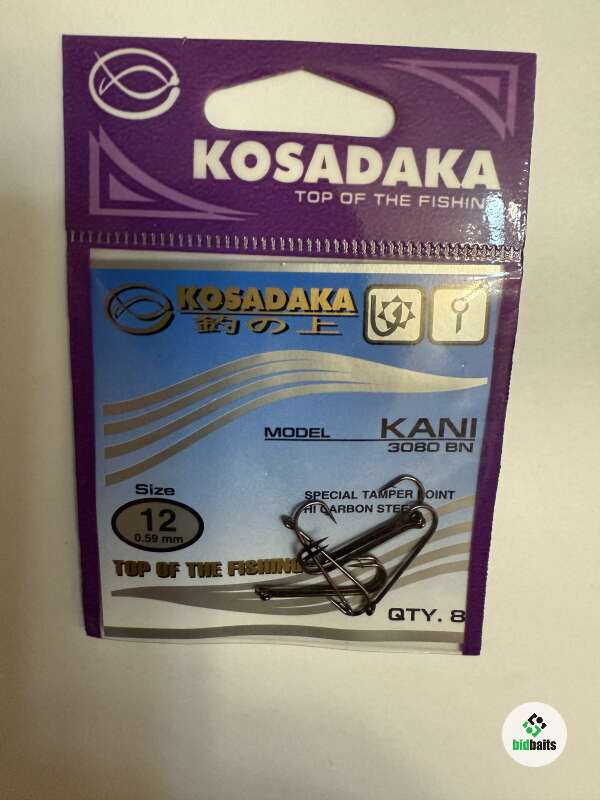 KOSADAKA
TOP OF THE FISHING
KOSADAKA
釣の上
MODEL KANI
3080 BN
SPECIAL TAMPER POINT
HI CARBON STEEL
Size
12
0.59 mm
TOP OF THE FISHING
QTY. 8
bidbaits